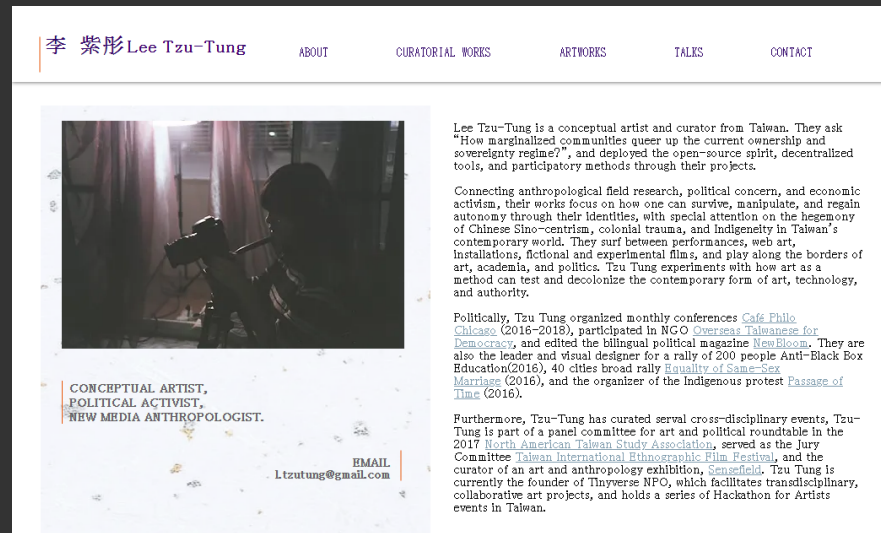 李 紫彤Lee Tzu-Tung
ABOUT
CURATORIAL WORKS
ARTWORKS
TALKS
CONTACT
CONCEPTUAL ARTIST,
POLITICAL ACTIVIST,
NEW MEDIA ANTHROPOLOGIST.
EMAIL
Ltzutung@gmail.com
Lee Tzu-Tung is a conceptual artist and curator from Taiwan. They ask
“How marginalized communities queer up the current ownership and
sovereignty regime?”, and deployed the open-source spirit, decentralized
tools, and participatory methods through their projects.
Connecting anthropological field research, political concern, and economic
activism, their works focus on how one can survive, manipulate, and regain
autonomy through their identities, with special attention on the hegemony
of Chinese Sino-centrism, colonial trauma, and Indigeneity in Taiwan's
contemporary world. They surf between performances, web art,
installations, fictional and experimental films, and play along the borders of
art, academia, and politics. Tzu Tung experiments with how art as a
method can test and decolonize the contemporary form of art, technology,
and authority.
Politically, Tzu Tung organized monthly conferences Café Philo
Chicago (2016-2018), participated in NGO Overseas Taiwanese for
Democracy, and edited the bilingual political magazine NewBloom. They are
also the leader and visual designer for a rally of 200 people Anti-Black Box
Education(2016), 40 cities broad rally Equality of Same-Sex
Marriage (2016), and the organizer of the Indigenous protest Passage of
Time (2016).
Furthermore, Tzu-Tung has curated serval cross-disciplinary events, Tzu-
Tung is part of a panel committee for art and political roundtable in the
2017 North American Taiwan Study Association, served as the Jury
Committee Taiwan International Ethnographic Film Festival, and the
curator of an art and anthropology exhibition, Sensefield. Tzu Tung is
currently the founder of Tinyverse NPO, which facilitates transdisciplinary,
collaborative art projects, and holds a series of Hackathon for Artists
events in Taiwan.